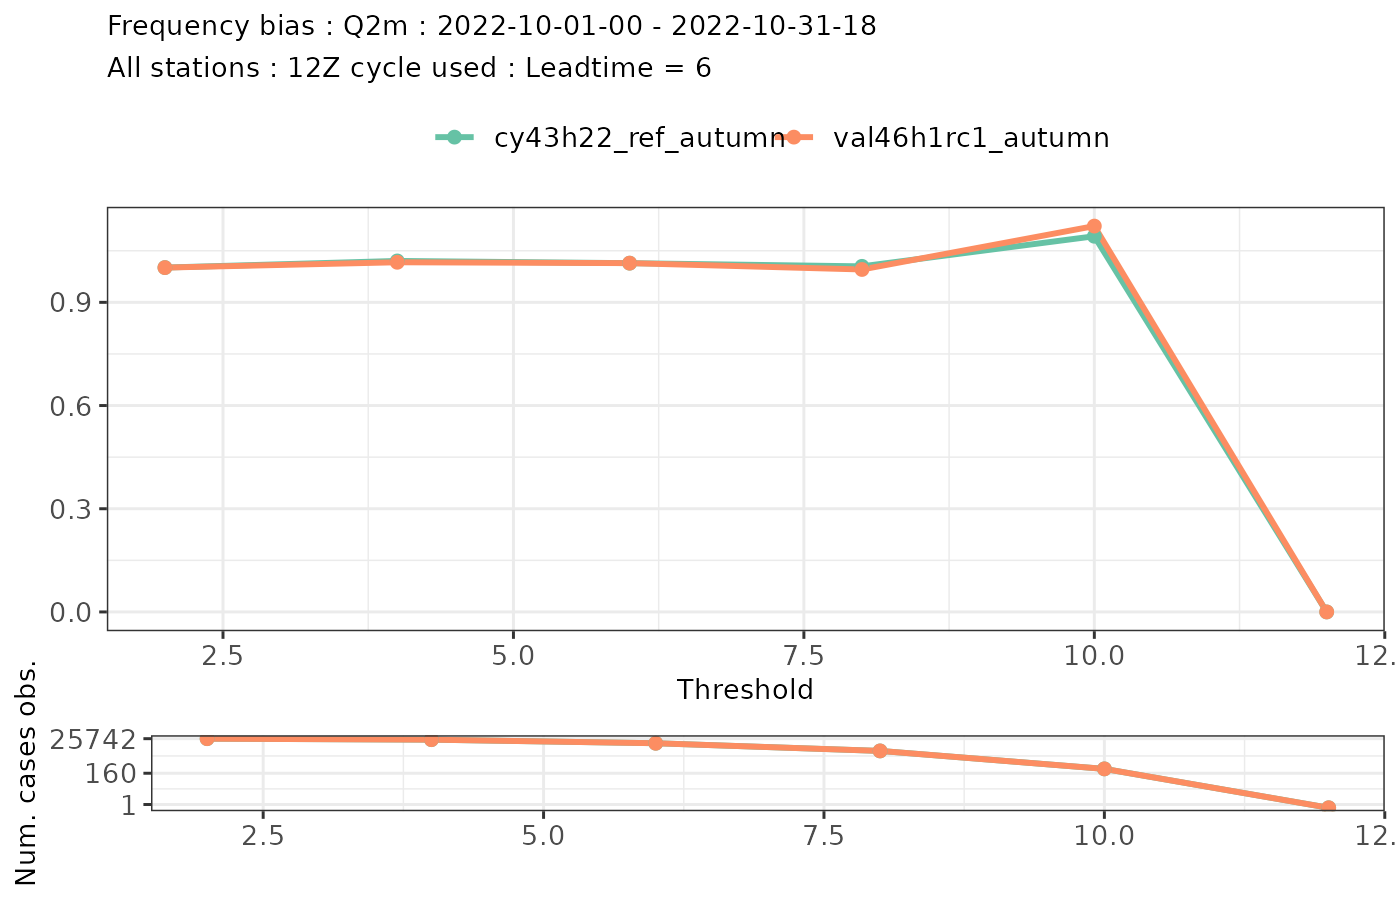 Frequency bias : Q2m : 2022-10-01-00 - 2022-10-31-18
All stations : 12Z cycle used : Leadtime = 6
cy43h22_ref_autumn val46h1rc1_autumn
0.9
0.6
0.3
0.0
2.5 5.0 7.5 10.0 12.
Threshold
Num. cases obs.
25742
160
1
2.5 5.0 7.5 10.0 12.